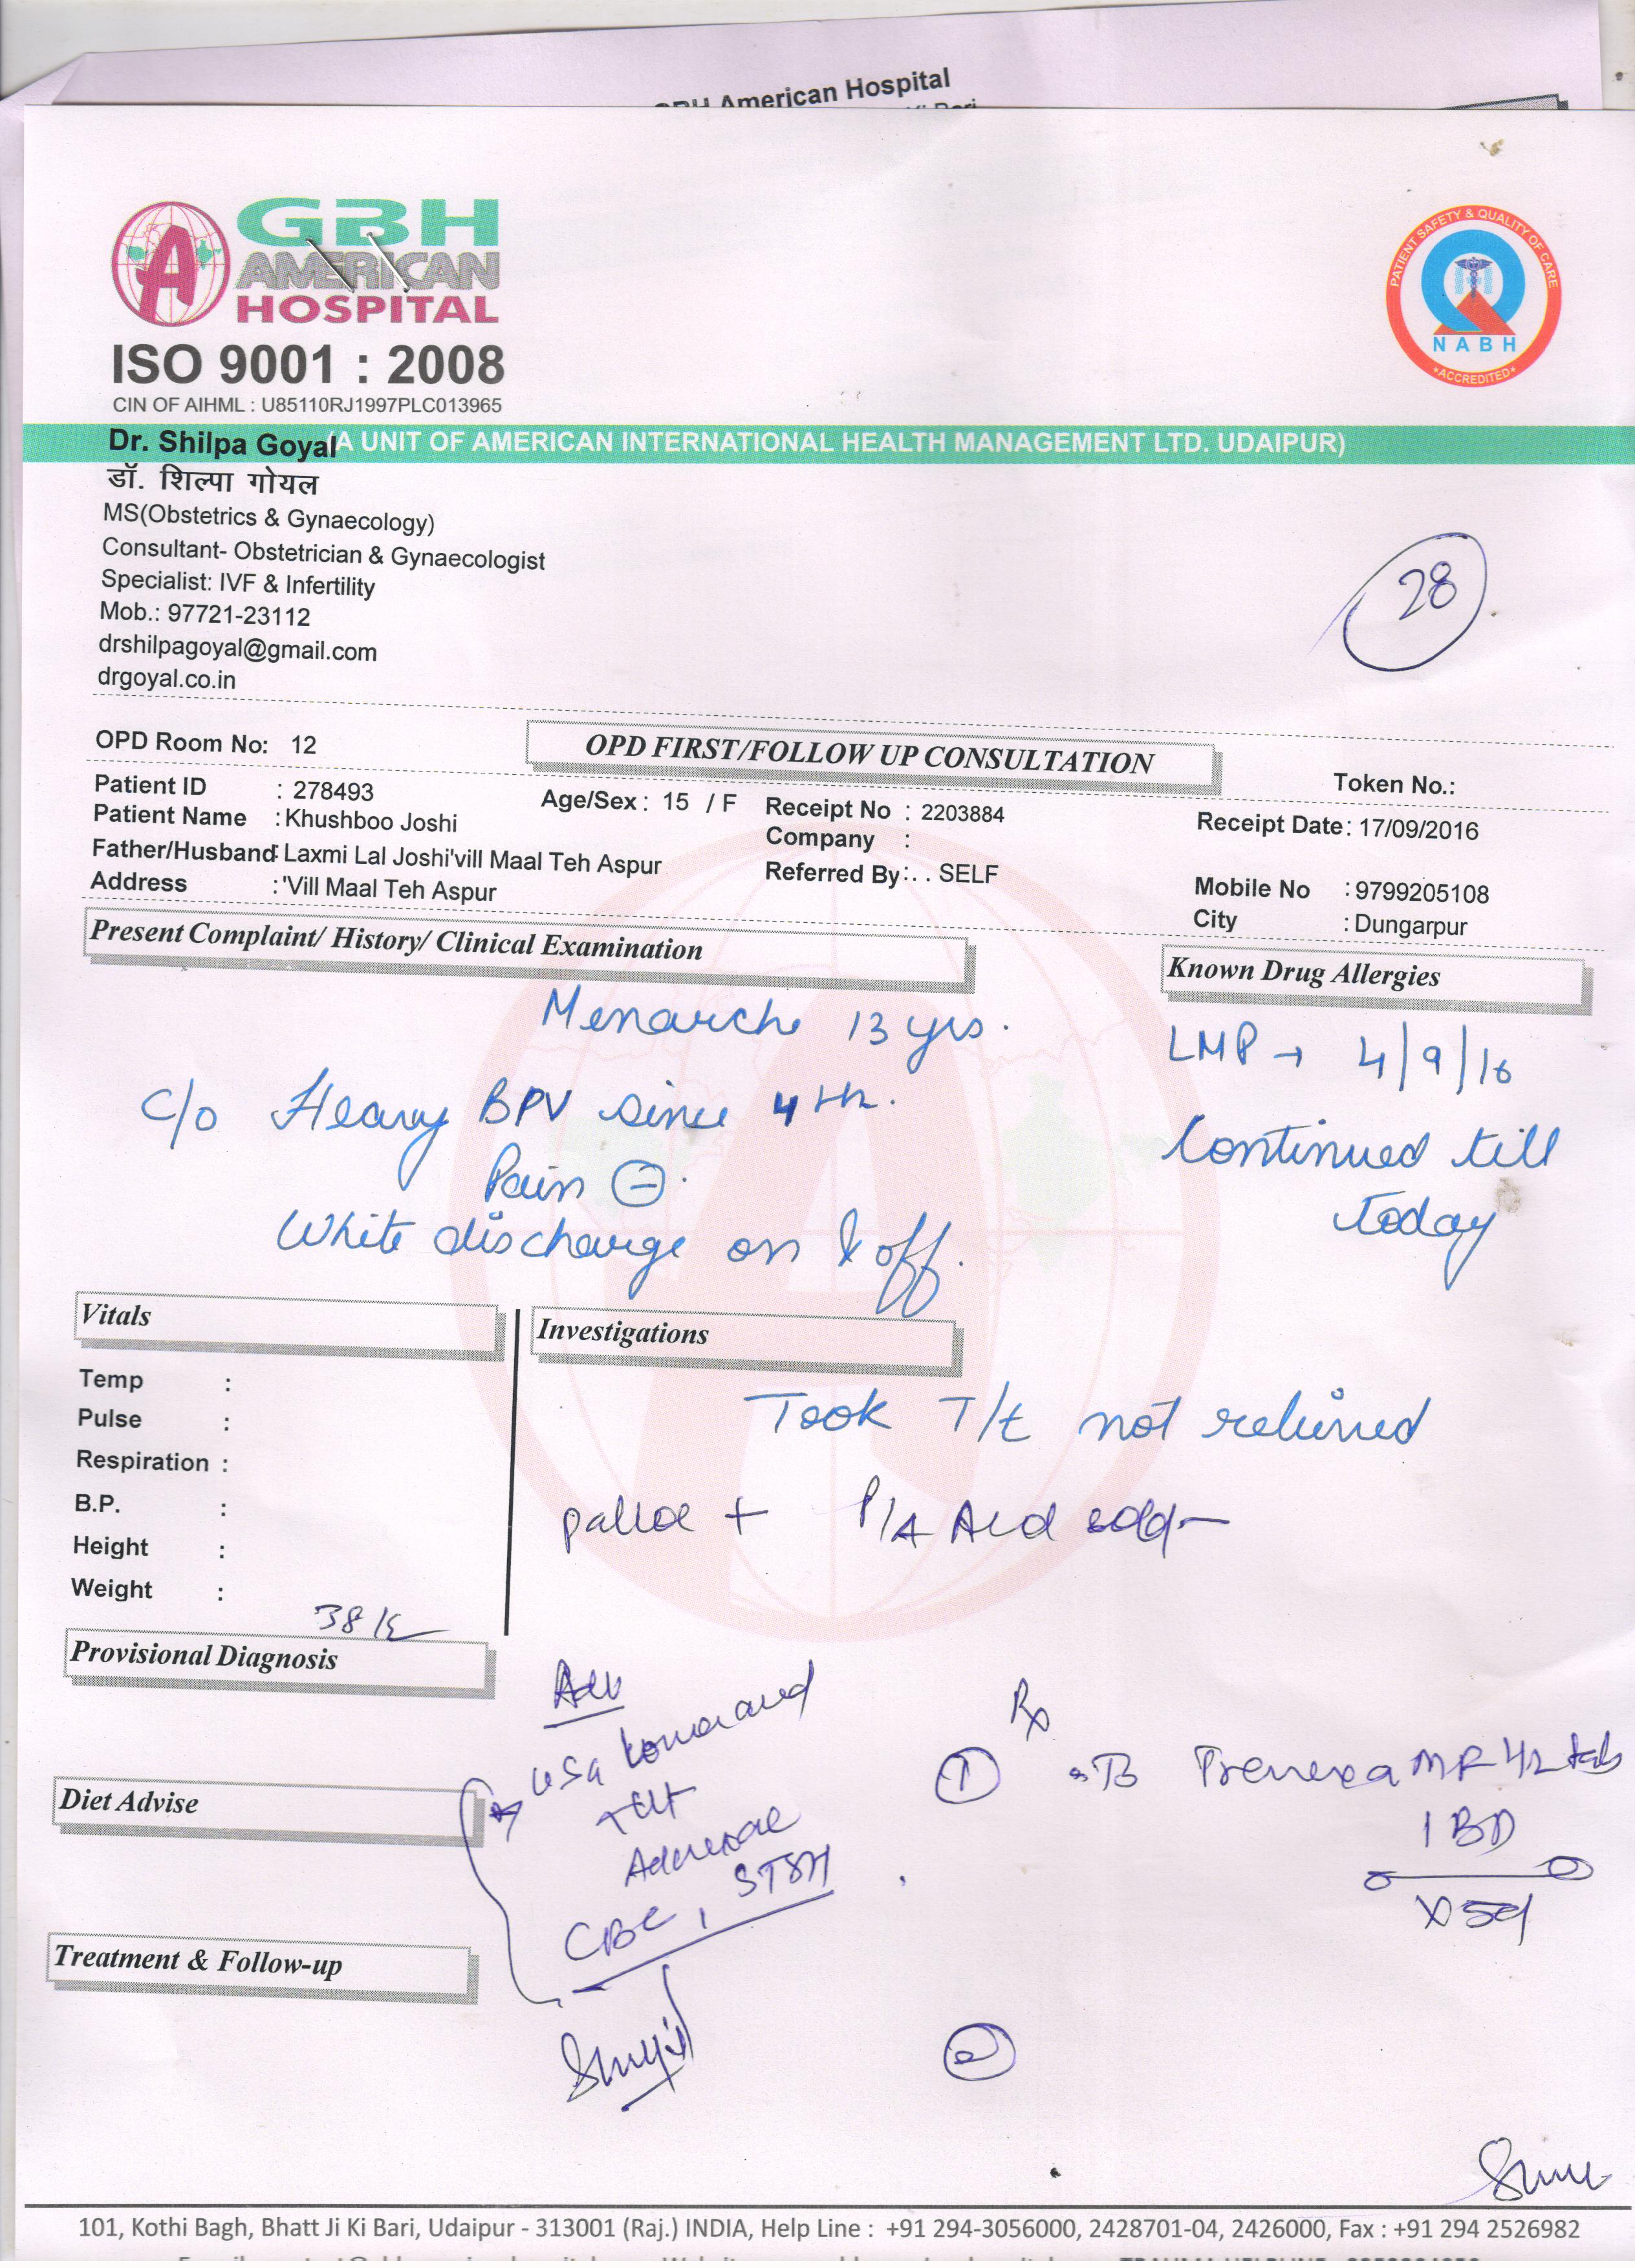 American Hospital
GBH
AMERICAN
HOSPITAL
ISO 9001 : 2008
CIN OF AIHML : U85110RJ1997PLC013965
PATIENT SAFETY & QUALITY OF CARE
NABH
ACCREDITED
Dr. Shilpa Goyal
(A UNIT OF AMERICAN INTERNATIONAL HEALTH MANAGEMENT LTD. UDAIPUR)
डॉ. शिल्पा गोयल
MS(Obstetrics & Gynaecology)
Consultant- Obstetrician & Gynaecologist
Specialist: IVF & Infertility
Mob.: 97721-23112
drshilpagoyal@gmail.com
drgoyal.co.in
28
OPD Room No: 12
OPD FIRST/FOLLOW UP CONSULTATION
Token No.:
Patient ID : 278493 Age/Sex : 15 / F Receipt No : 2203884 Receipt Date: 17/09/2016
Patient Name : Khushboo Joshi Company :
Father/Husband : Laxmi Lal Joshi'vill Maal Teh Aspur Referred By : . . SELF Mobile No : 9799205108
Address : 'Vill Maal Teh Aspur City : Dungarpur
Present Complaint/ History/ Clinical Examination
Known Drug Allergies
Menarche 13 yrs.
LMP → 4/9/16
Continued till
today
C/o Heavy BPV since 4th.
Pain ⊖.
White discharge on & off.
Vitals
Investigations
Temp :
Pulse :
Respiration :
B.P. :
Height :
Weight :
38 k
Took T/t not relieved
pallor + P/A
Provisional Diagnosis
Adv
Rx
① 
1 BD
x 5d
Diet Advise
CBC,
Treatment & Follow-up
②
101, Kothi Bagh, Bhatt Ji Ki Bari, Udaipur - 313001 (Raj.) INDIA, Help Line : +91 294-3056000, 2428701-04, 2426000, Fax : +91 294 2526982